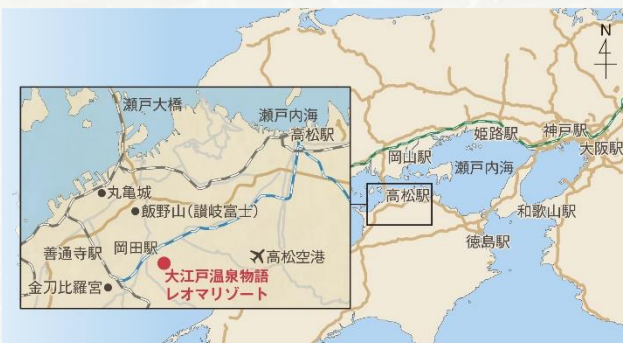 N
瀬戸大橋
瀬戸内海
高松駅
丸亀城
飯野山(讃岐富士)
岡田駅
善通寺駅
高松空港
大江戸温泉物語
レオマリゾート
金刀比羅宮
岡山駅
姫路駅
神戸駅
大阪駅
瀬戸内海
高松駅
和歌山駅
徳島駅